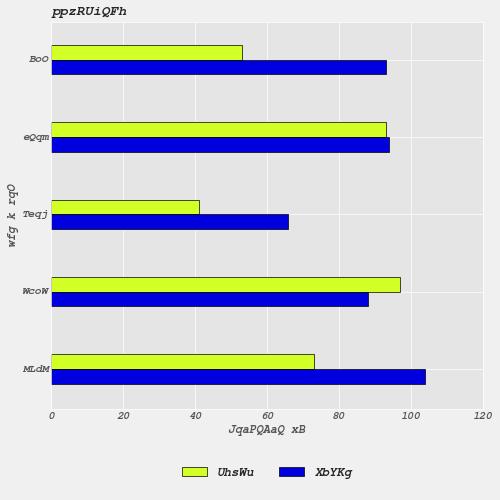 ppzRUiQFh
BoO
eQqm
Teqj
WcoW
MLdM
wfg k rqO
0 20 40 60 80 100 120
JqaPQAaQ xB
UhsWu XbYKg